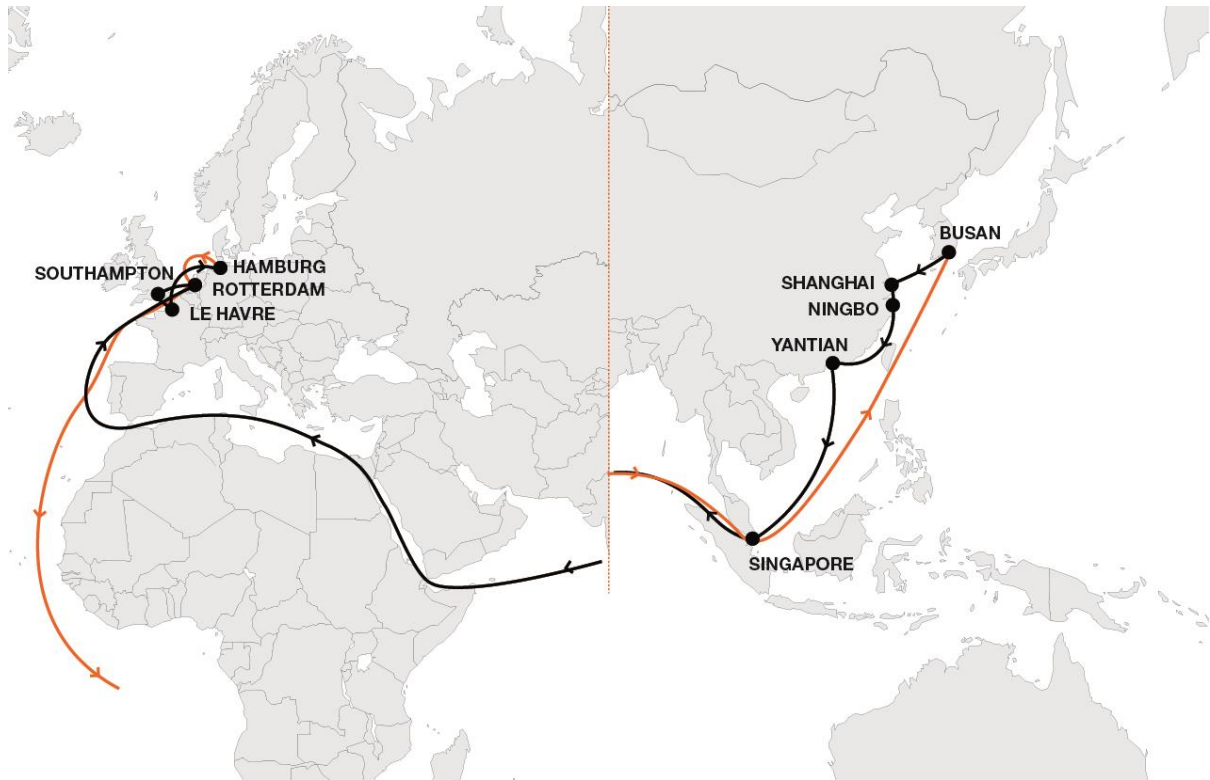 SOUTHAMPTON
HAMBURG
ROTTERDAM
LE HAVRE
BUSAN
SHANGHAI
NINGBO
YANTIAN
SINGAPORE